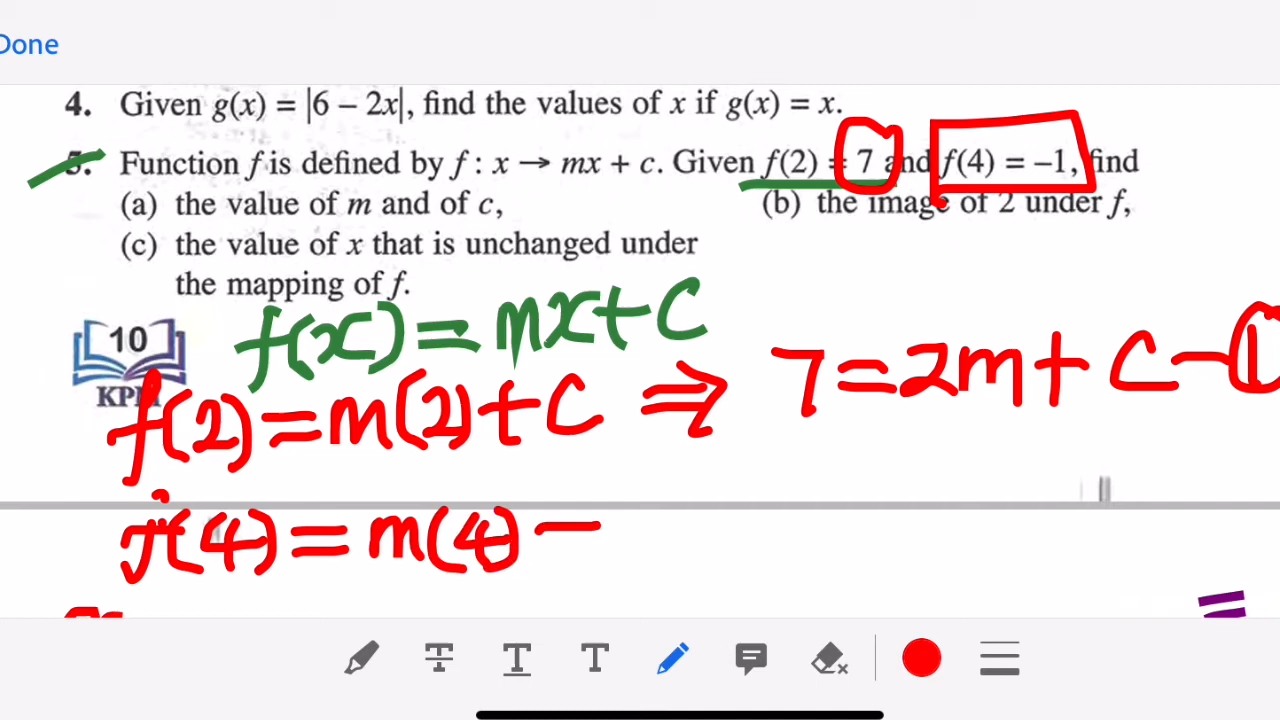 Done
4. Given g(x) = |6 – 2x|, find the values of x if g(x) = x.
5. Function f is defined by f : x → mx + c. Given f(2) = 7 and f(4) = –1, find
(a) the value of m and of c, (b) the image of 2 under f,
(c) the value of x that is unchanged under
the mapping of f.
f(x) = mx + c
10
KPM
f(2) = m(2) + c ⇒ 7 = 2m + c — ①
f(4) = m(4) –